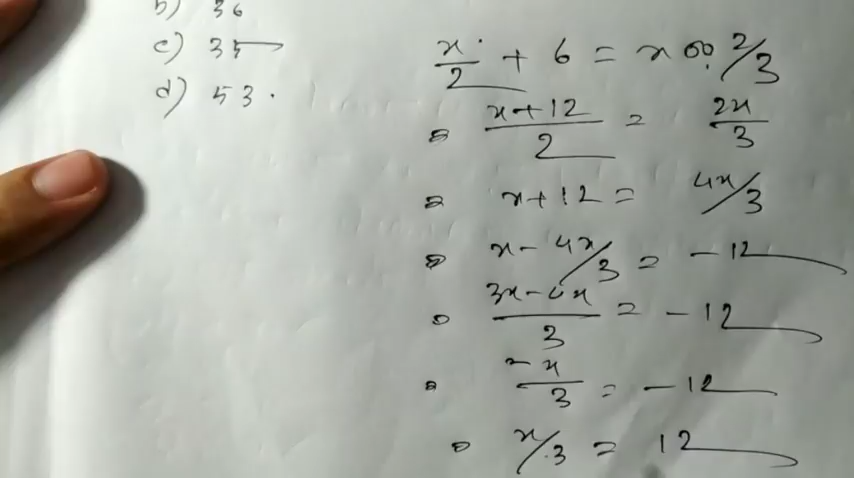 b) 36
c) 35
d) 53.
x/2 + 6 = x of 2/3
⇒ (x+12)/2 = 2x/3
⇒ x+12 = 4x/3
⇒ x - 4x/3 = -12
⇒ (3x-4x)/3 = -12
⇒ -x/3 = -12
⇒ x/3 = 12